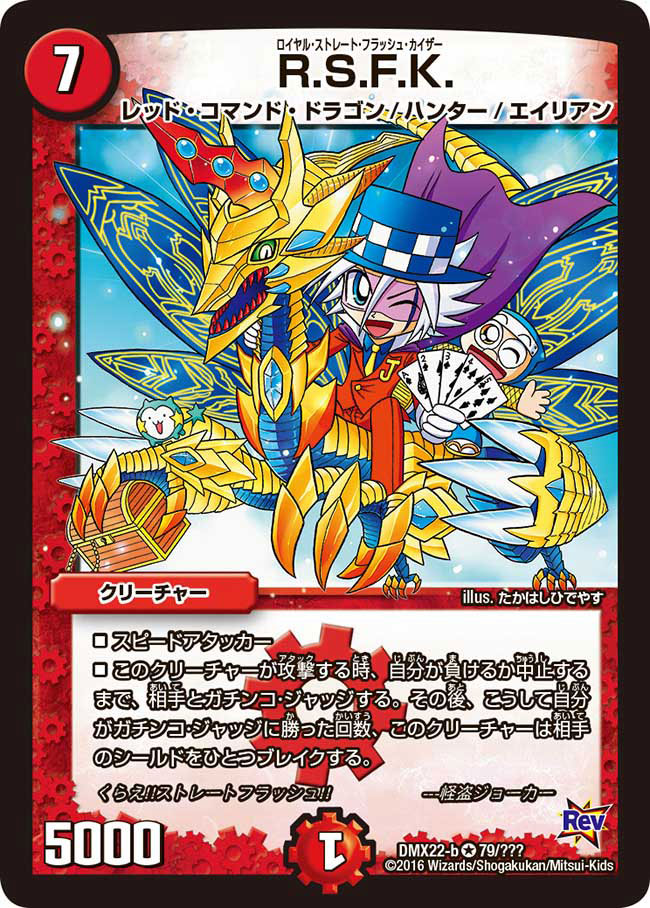 7
ロイヤル・ストレート・フラッシュ・カイザー
R.S.F.K.
レッド・コマンド・ドラゴン / ハンター / エイリアン
J
クリーチャー
illus. たかはしひでやす
■ スピードアタッカー
■ このクリーチャーが攻撃する時、自分が負けるか中止する
まで、相手とガチンコ・ジャッジする。その後、こうして自分
がガチンコ・ジャッジに勝った回数、このクリーチャーは相手
のシールドをひとつブレイクする。
くらえ!!ストレートフラッシュ!! ---怪盗ジョーカー
5000
1
Rev
DMX22-b✪79/???
©2016 Wizards/Shogakukan/Mitsui-Kids